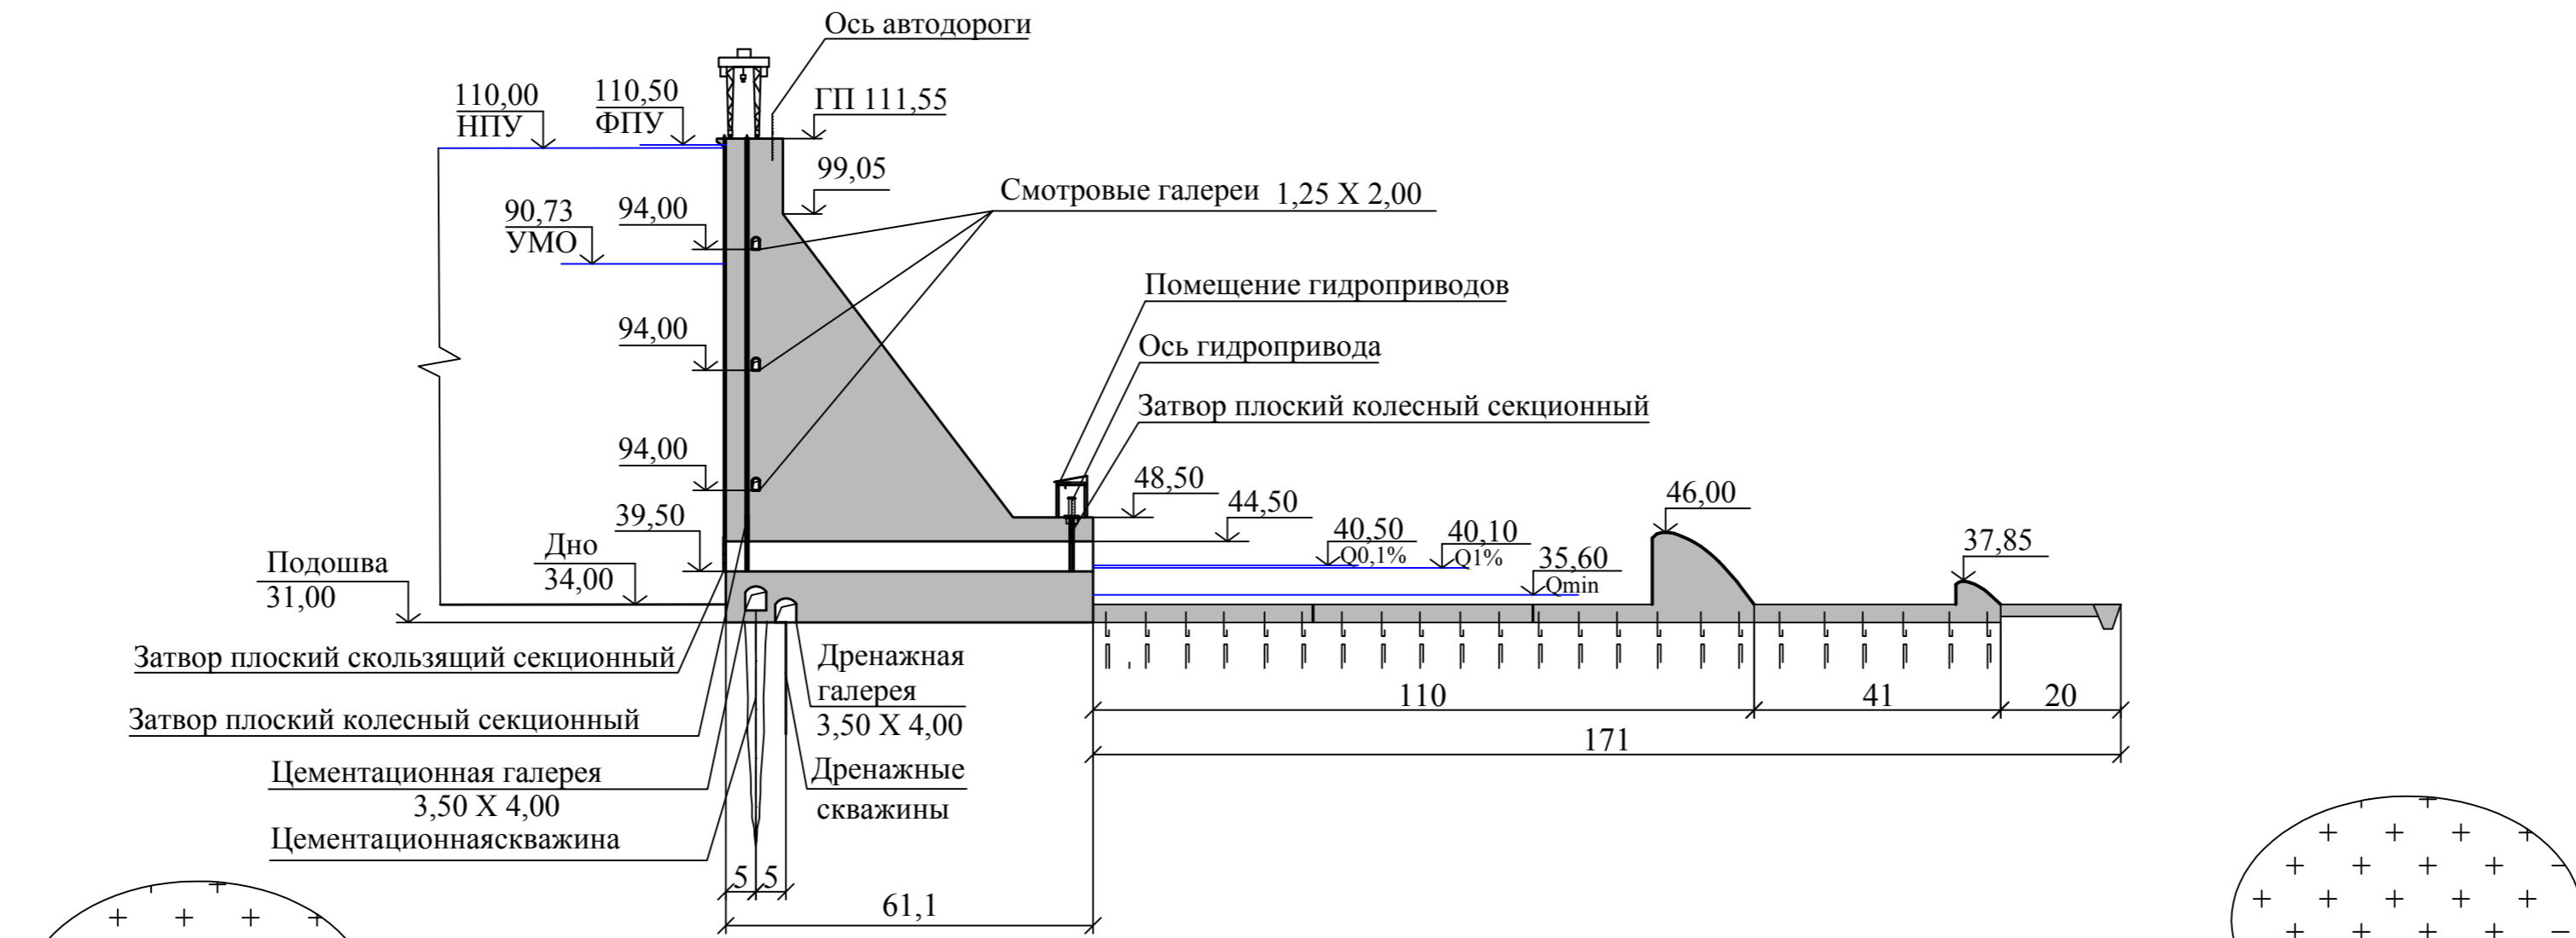 Ось автодороги
110,00
НПУ
110,50
ФПУ
ГП 111,55
99,05
Смотровые галереи 1,25 X 2,00
90,73
УМО
94,00
94,00
94,00
Помещение гидроприводов
Ось гидропривода
Затвор плоский колесный секционный
48,50
44,50
39,50
40,50
Q0,1%
40,10
Q1%
35,60
Qmin
46,00
37,85
Подошва
31,00
Дно
34,00
Затвор плоский скользящий секционный
Затвор плоский колесный секционный
Цементационная галерея
3,50 X 4,00
Цементационнаяскважина
Дренажная
галерея
3,50 X 4,00
Дренажные
скважины
110
41
20
171
5
5
61,1